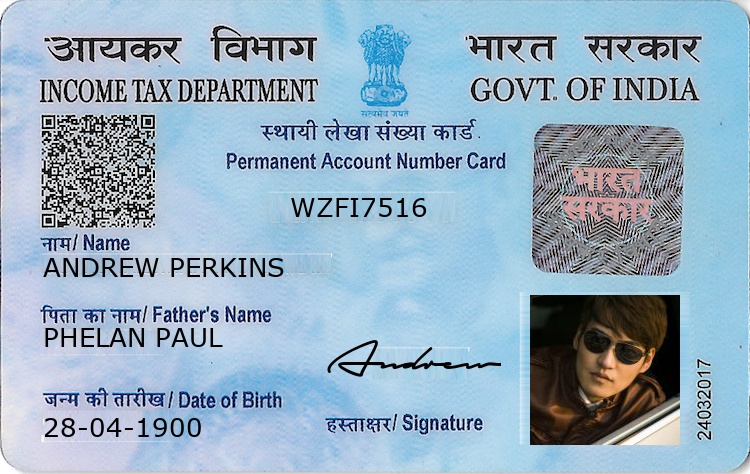 आयकर विभाग
INCOME TAX DEPARTMENT
भारत सरकार
GOVT. OF INDIA
सत्यमेव जयते
स्थायी लेखा संख्या कार्ड
Permanent Account Number Card
WZFI7516
भारत
सरकार
नाम/ Name
ANDREW PERKINS
पिता का नाम/ Father's Name
PHELAN PAUL
जन्म की तारीख/ Date of Birth
28-04-1900
Andrew
हस्ताक्षर/ Signature
24032017